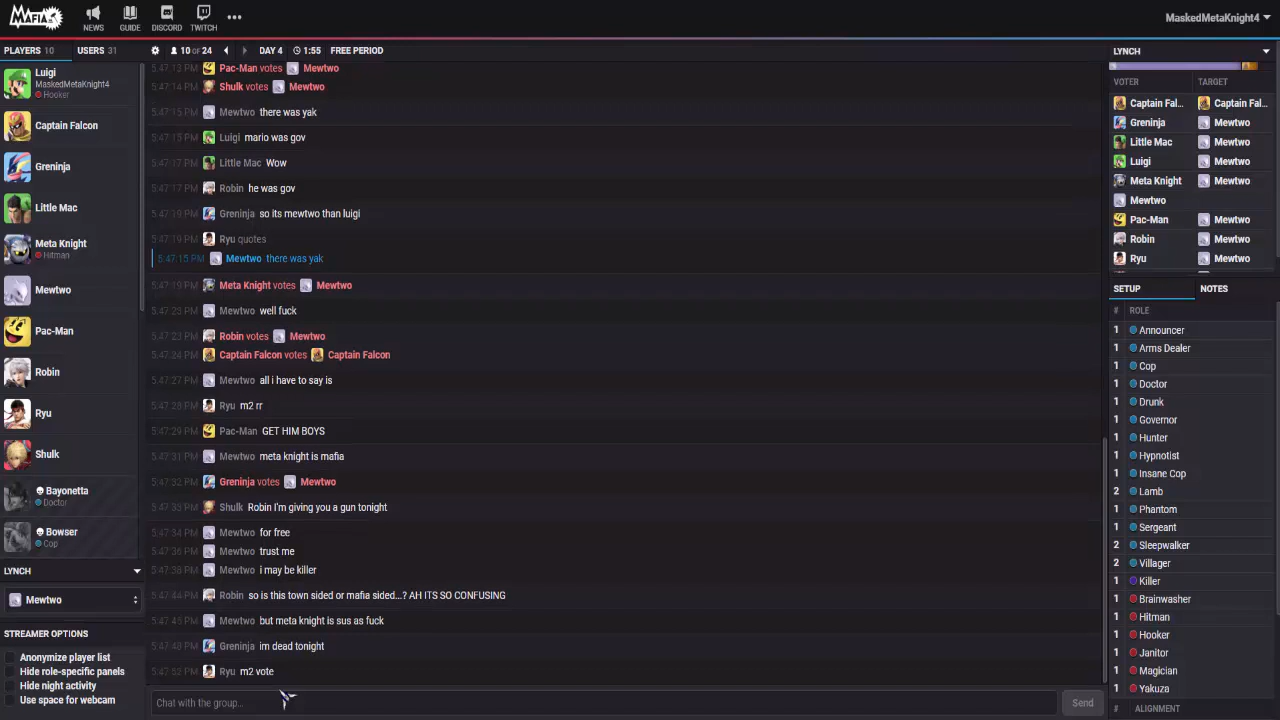 MAFIA
NEWS
GUIDE
DISCORD
TWITCH
MaskedMetaKnight4
PLAYERS 10
USERS 31
10 OF 24
DAY 4
1:55
FREE PERIOD
Luigi
MaskedMetaKnight4
Hooker
Captain Falcon
Greninja
Little Mac
Meta Knight
Hitman
Mewtwo
Pac-Man
Robin
Ryu
Shulk
Bayonetta
Doctor
Bowser
Cop
LYNCH
Mewtwo
STREAMER OPTIONS
Anonymize player list
Hide role-specific panels
Hide night activity
Use space for webcam
5:47:13 PM Pac-Man votes Mewtwo
5:47:14 PM Shulk votes Mewtwo
5:47:15 PM Mewtwo there was yak
5:47:15 PM Luigi mario was gov
5:47:17 PM Little Mac Wow
5:47:17 PM Robin he was gov
5:47:19 PM Greninja so its mewtwo than luigi
5:47:19 PM Ryu quotes
5:47:15 PM Mewtwo there was yak
5:47:19 PM Meta Knight votes Mewtwo
5:47:25 PM Mewtwo well fuck
5:47:23 PM Robin votes Mewtwo
5:47:24 PM Captain Falcon votes Captain Falcon
5:47:27 PM Mewtwo all i have to say is
5:47:28 PM Ryu m2 rr
5:47:29 PM Pac-Man GET HIM BOYS
5:47:31 PM Mewtwo meta knight is mafia
5:47:32 PM Greninja votes Mewtwo
5:47:33 PM Shulk Robin I'm giving you a gun tonight
5:47:34 PM Mewtwo for free
5:47:36 PM Mewtwo trust me
5:47:38 PM Mewtwo i may be killer
5:47:44 PM Robin so is this town sided or mafia sided...? AH ITS SO CONFUSING
5:47:45 PM Mewtwo but meta knight is sus as fuck
5:47:49 PM Greninja im dead tonight
5:47:52 PM Ryu m2 vote
Chat with the group...
Send
LYNCH
VOTER TARGET
Captain Fal... Captain Fal...
Greninja Mewtwo
Little Mac Mewtwo
Luigi Mewtwo
Meta Knight Mewtwo
Mewtwo
Pac-Man Mewtwo
Robin Mewtwo
Ryu Mewtwo
SETUP
NOTES
# ROLE
1 Announcer
1 Arms Dealer
1 Cop
1 Doctor
1 Drunk
1 Governor
1 Hunter
1 Hypnotist
1 Insane Cop
2 Lamb
1 Phantom
1 Sergeant
2 Sleepwalker
2 Villager
1 Killer
1 Brainwasher
1 Hitman
1 Hooker
1 Janitor
1 Magician
1 Yakuza
# ALIGNMENT